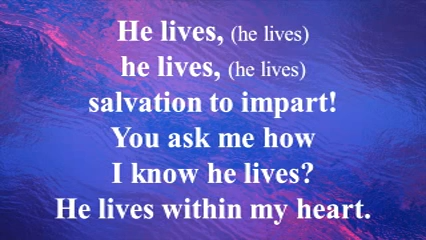 He lives, (he lives)
he lives, (he lives)
salvation to impart!
You ask me how
I know he lives?
He lives within my heart.